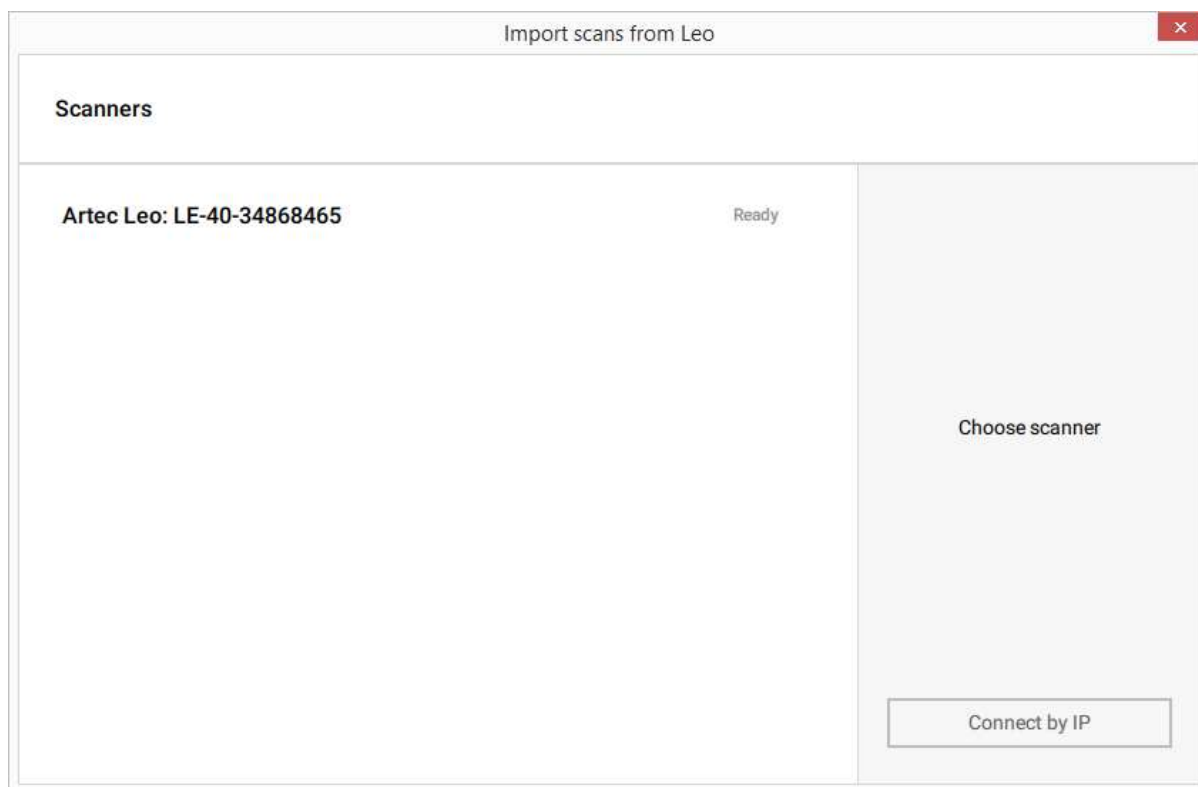 Import scans from Leo
Scanners
Artec Leo: LE-40-34868465
Ready
Choose scanner
Connect by IP